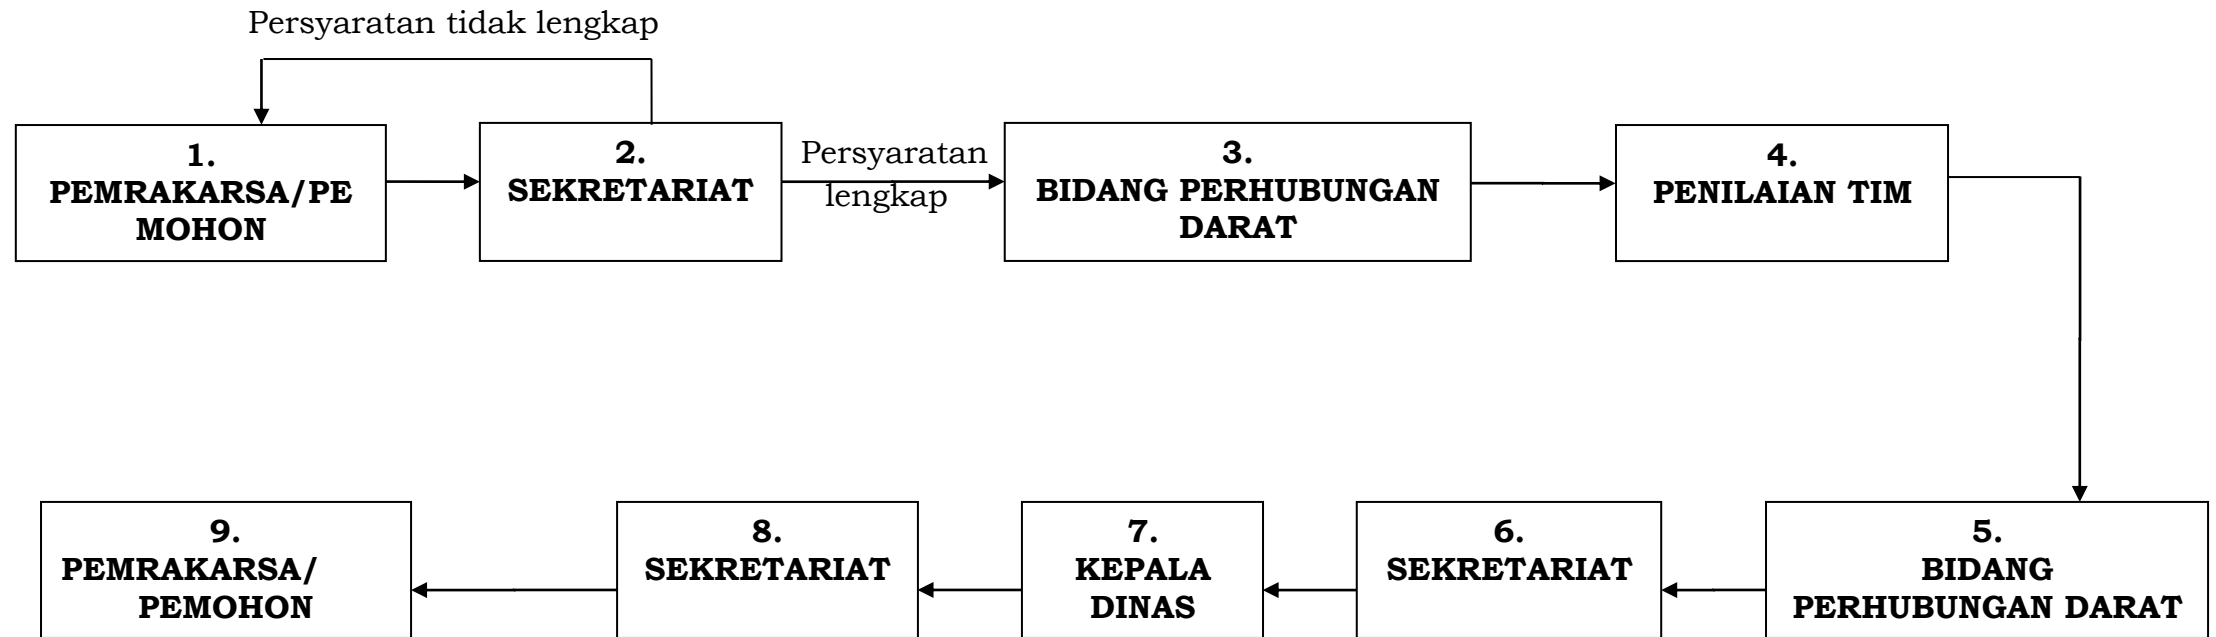 Persyaratan tidak lengkap
1.
PEMRAKARSA/PE
MOHON
2.
SEKRETARIAT
Persyaratan
lengkap
3.
BIDANG PERHUBUNGAN
DARAT
4.
PENILAIAN TIM
5.
BIDANG
PERHUBUNGAN DARAT
6.
SEKRETARIAT
7.
KEPALA
DINAS
8.
SEKRETARIAT
9.
PEMRAKARSA/
PEMOHON